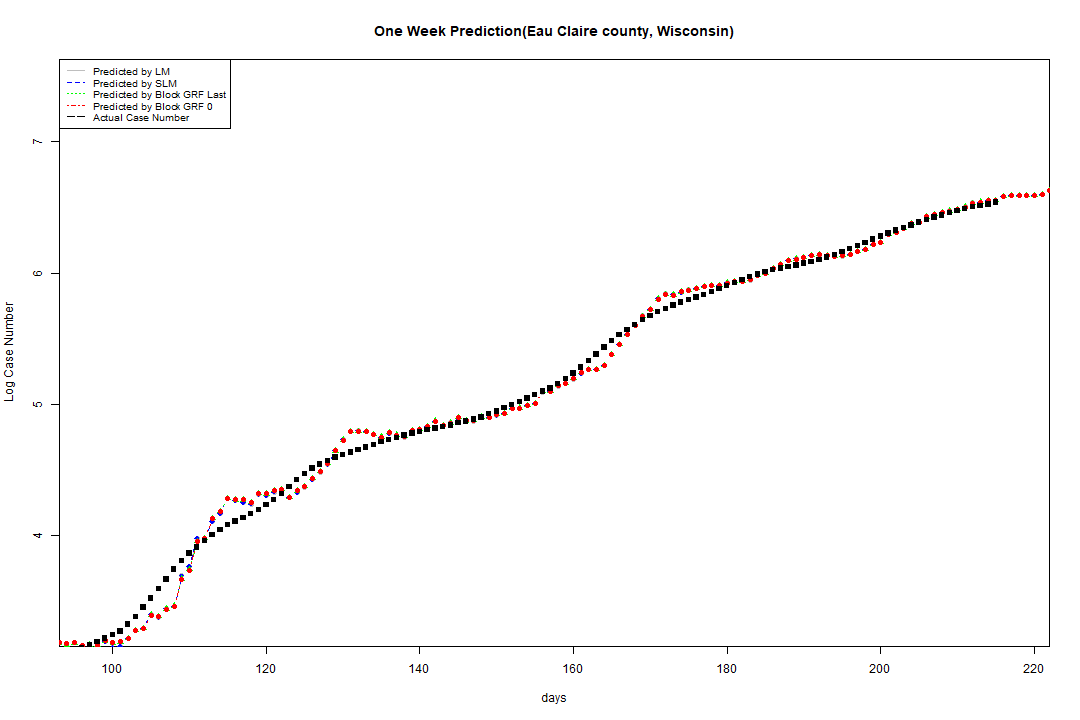 One Week Prediction(Eau Claire county, Wisconsin)
Predicted by LM
Predicted by SLM
Predicted by Block GRF Last
Predicted by Block GRF 0
Actual Case Number
7
6
5
4
Log Case Number
100 120 140 160 180 200 220
days